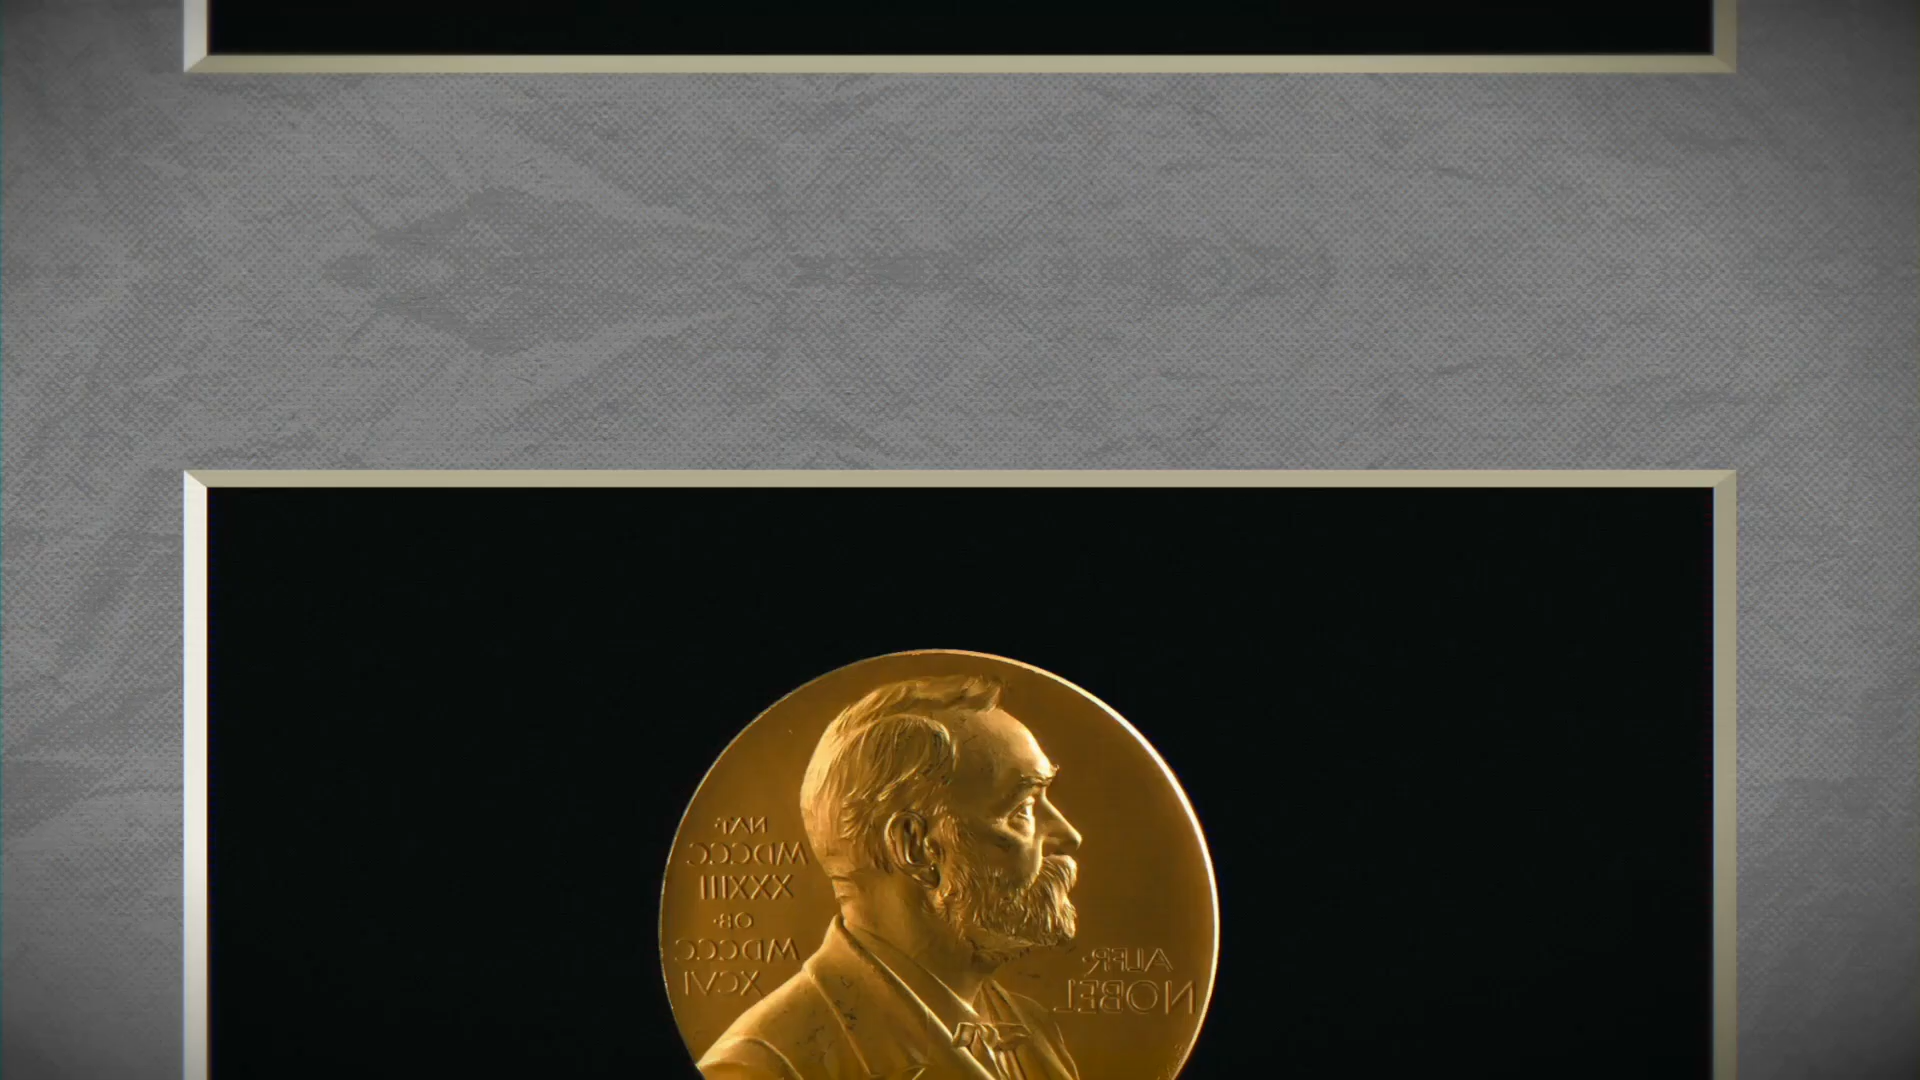 NAT·
MDCCC
XXXIII
OB·
MDCCC
XCVI
ALFR·
NOBEL